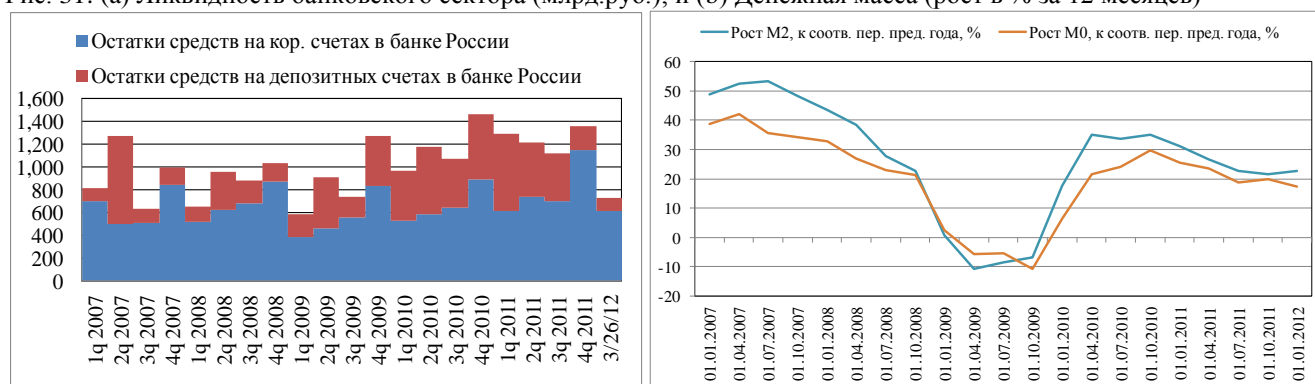 Рис. 31. (а) Ликвидность банковского сектора (млрд.руб.), и (b) Денежная масса (рост в % за 12 месяцев)
Остатки средств на кор. счетах в банке России
Остатки средств на депозитных счетах в банке России
1,600
1,400
1,200
1,000
800
600
400
200
0
1q 2007
2q 2007
3q 2007
4q 2007
1q 2008
2q 2008
3q 2008
4q 2008
1q 2009
2q 2009
3q 2009
4q 2009
1q 2010
2q 2010
3q 2010
4q 2010
1q 2011
2q 2011
3q 2011
4q 2011
3/26/12
Рост М2, к соотв. пер. пред. года, %
Рост М0, к соотв. пер. пред. года, %
60
50
40
30
20
10
0
-10
-20
01.01.2007
01.04.2007
01.07.2007
01.10.2007
01.01.2008
01.04.2008
01.07.2008
01.10.2008
01.01.2009
01.04.2009
01.07.2009
01.10.2009
01.01.2010
01.04.2010
01.07.2010
01.10.2010
01.01.2011
01.04.2011
01.07.2011
01.10.2011
01.01.2012